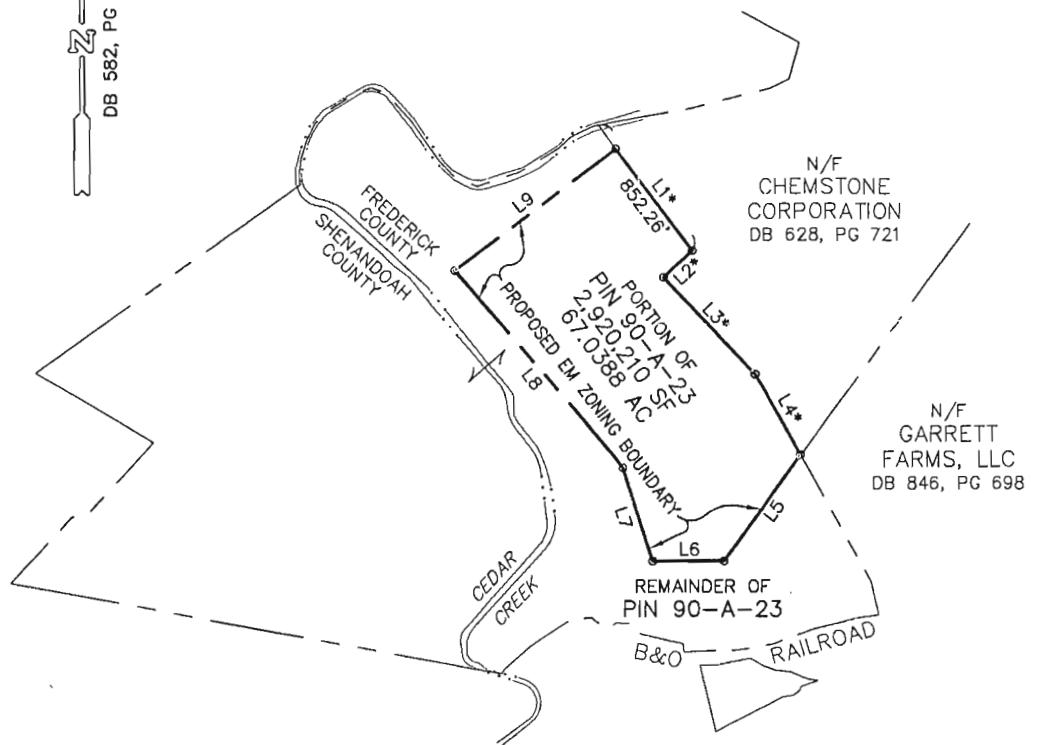 N
DB 582, PG
N/F
CHEMSTONE
CORPORATION
DB 628, PG 721
L1*
852.26'
L9
FREDERICK
COUNTY
SHENANDOAH
COUNTY
L2*
L3*
PORTION OF
PIN 90-A-23
2,920,210 SF
67.0388 AC
PROPOSED EM ZONING BOUNDARY
L8
L4*
N/F
GARRETT
FARMS, LLC
DB 846, PG 698
L5
L7
L6
REMAINDER OF
PIN 90-A-23
CEDAR
CREEK
B&O RAILROAD